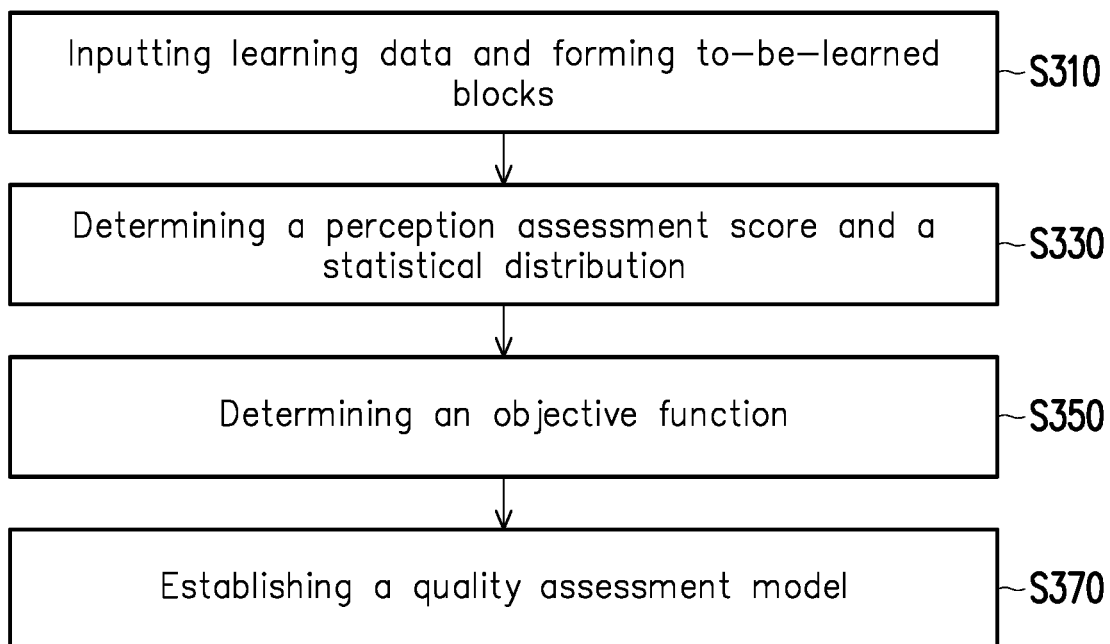 Inputting learning data and forming to-be-learned
blocks
S310
Determining a perception assessment score and a
statistical distribution
S330
Determining an objective function
S350
Establishing a quality assessment model
S370